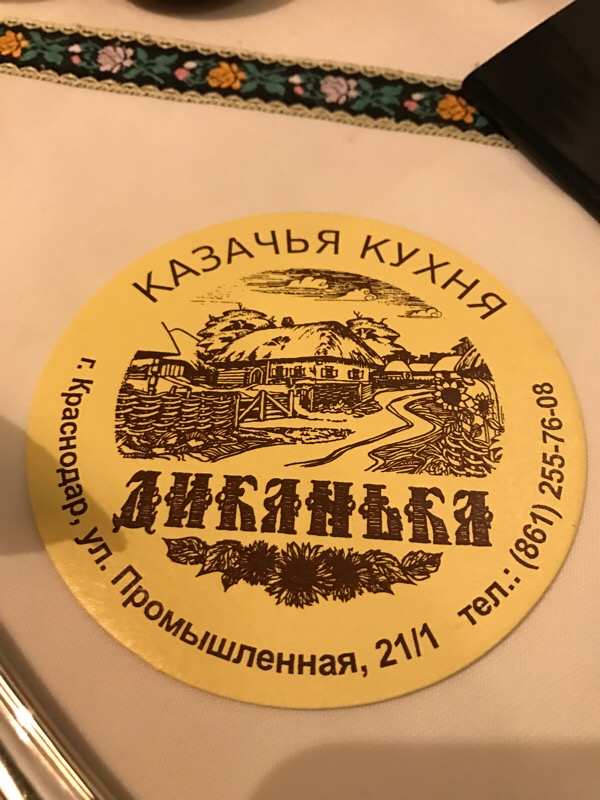 КАЗАЧЬЯ КУХНЯ
ДИКАНЬКА
г. Краснодар, ул. Промышленная, 21/1 тел.: (861) 255-76-08